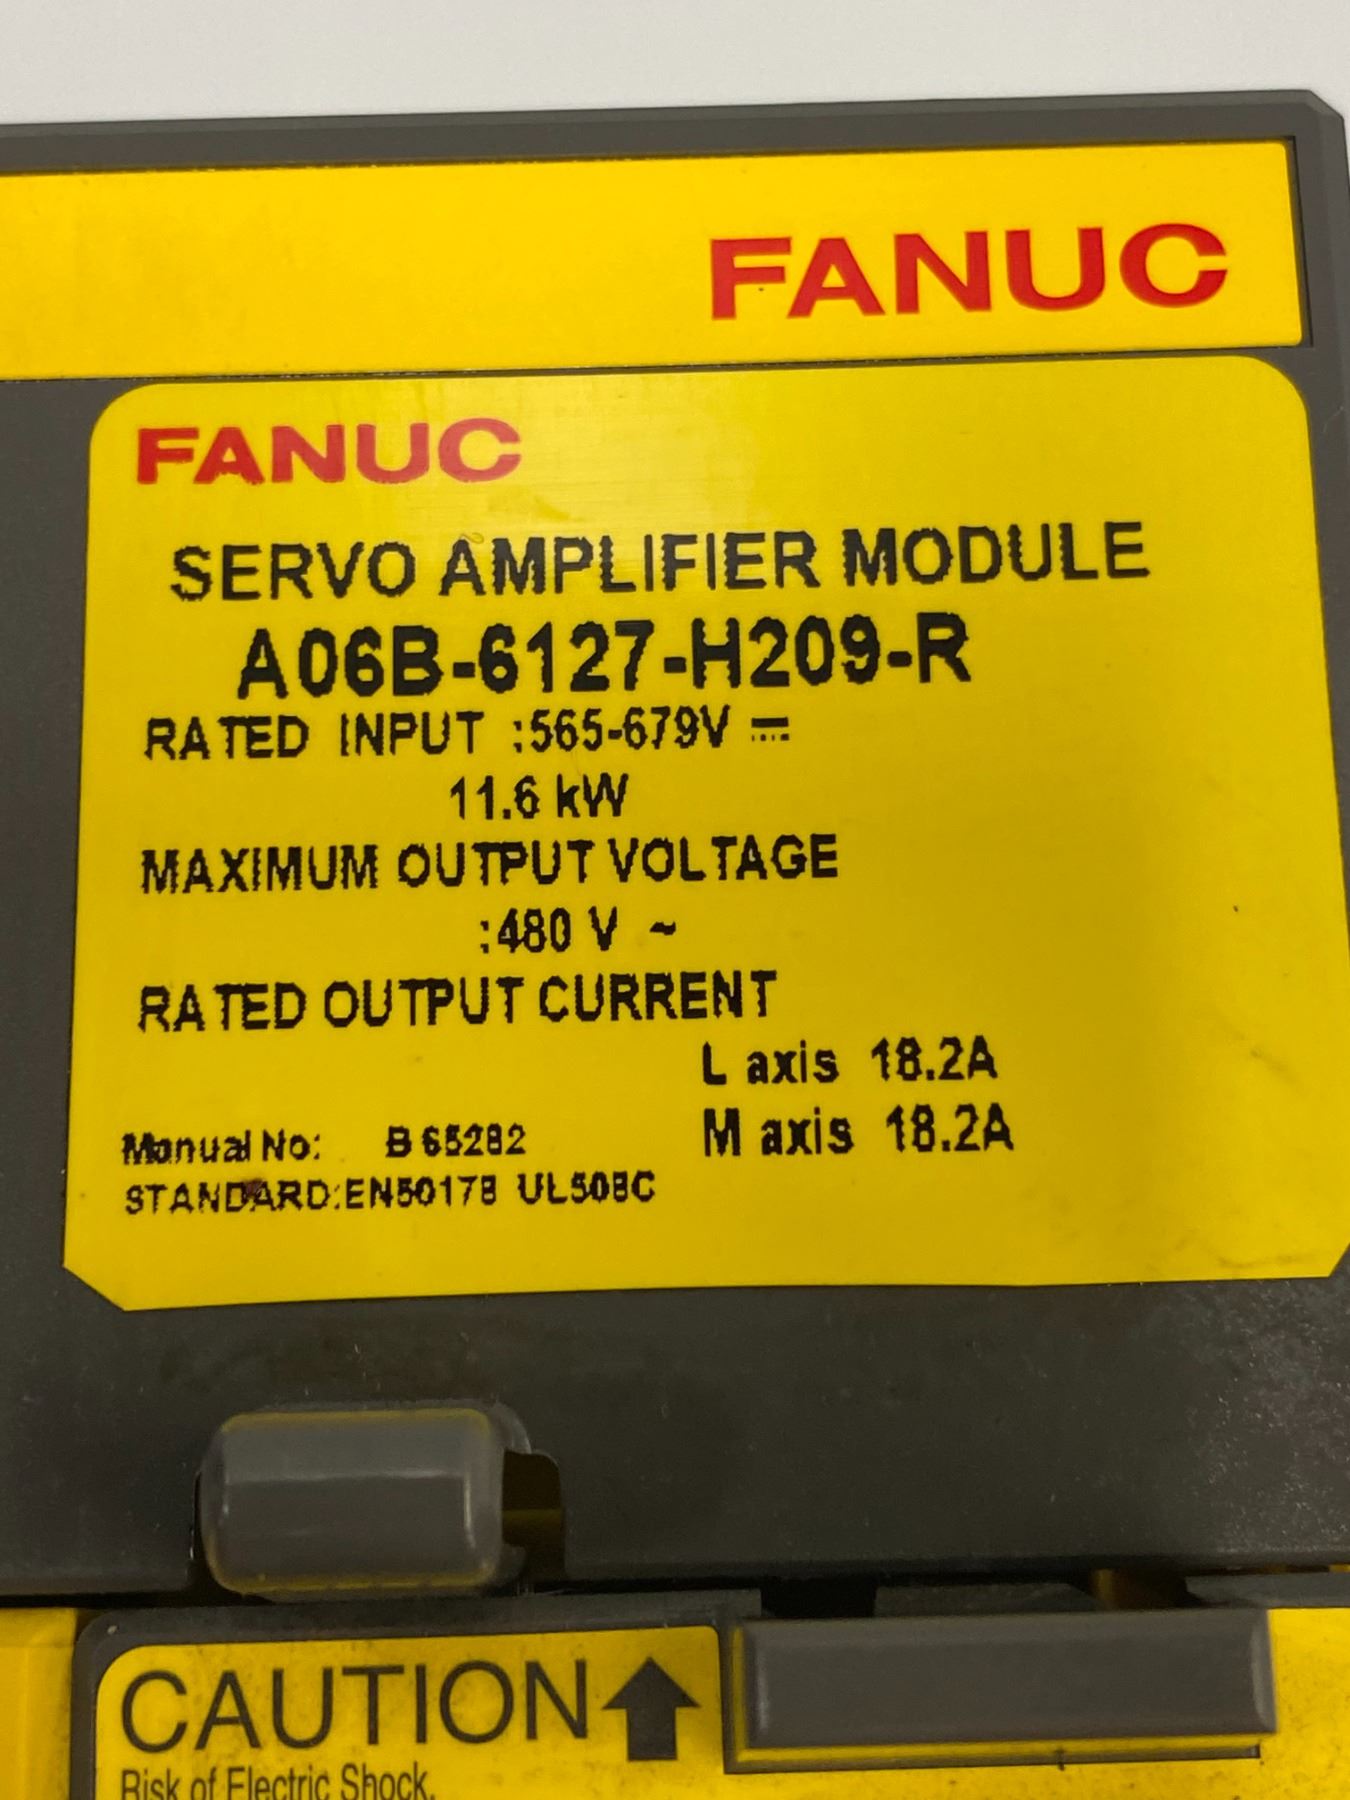 FANUC
FANUC
SERVO AMPLIFIER MODULE
A06B-6127-H209-R
RATED INPUT :565-679V ⎓
11.6 kW
MAXIMUM OUTPUT VOLTAGE
:480 V ~
RATED OUTPUT CURRENT
L axis 18.2A
M axis 18.2A
Manual No: B 65282
STANDARD:EN50178 UL508C
CAUTION
Risk of Electric Shock.